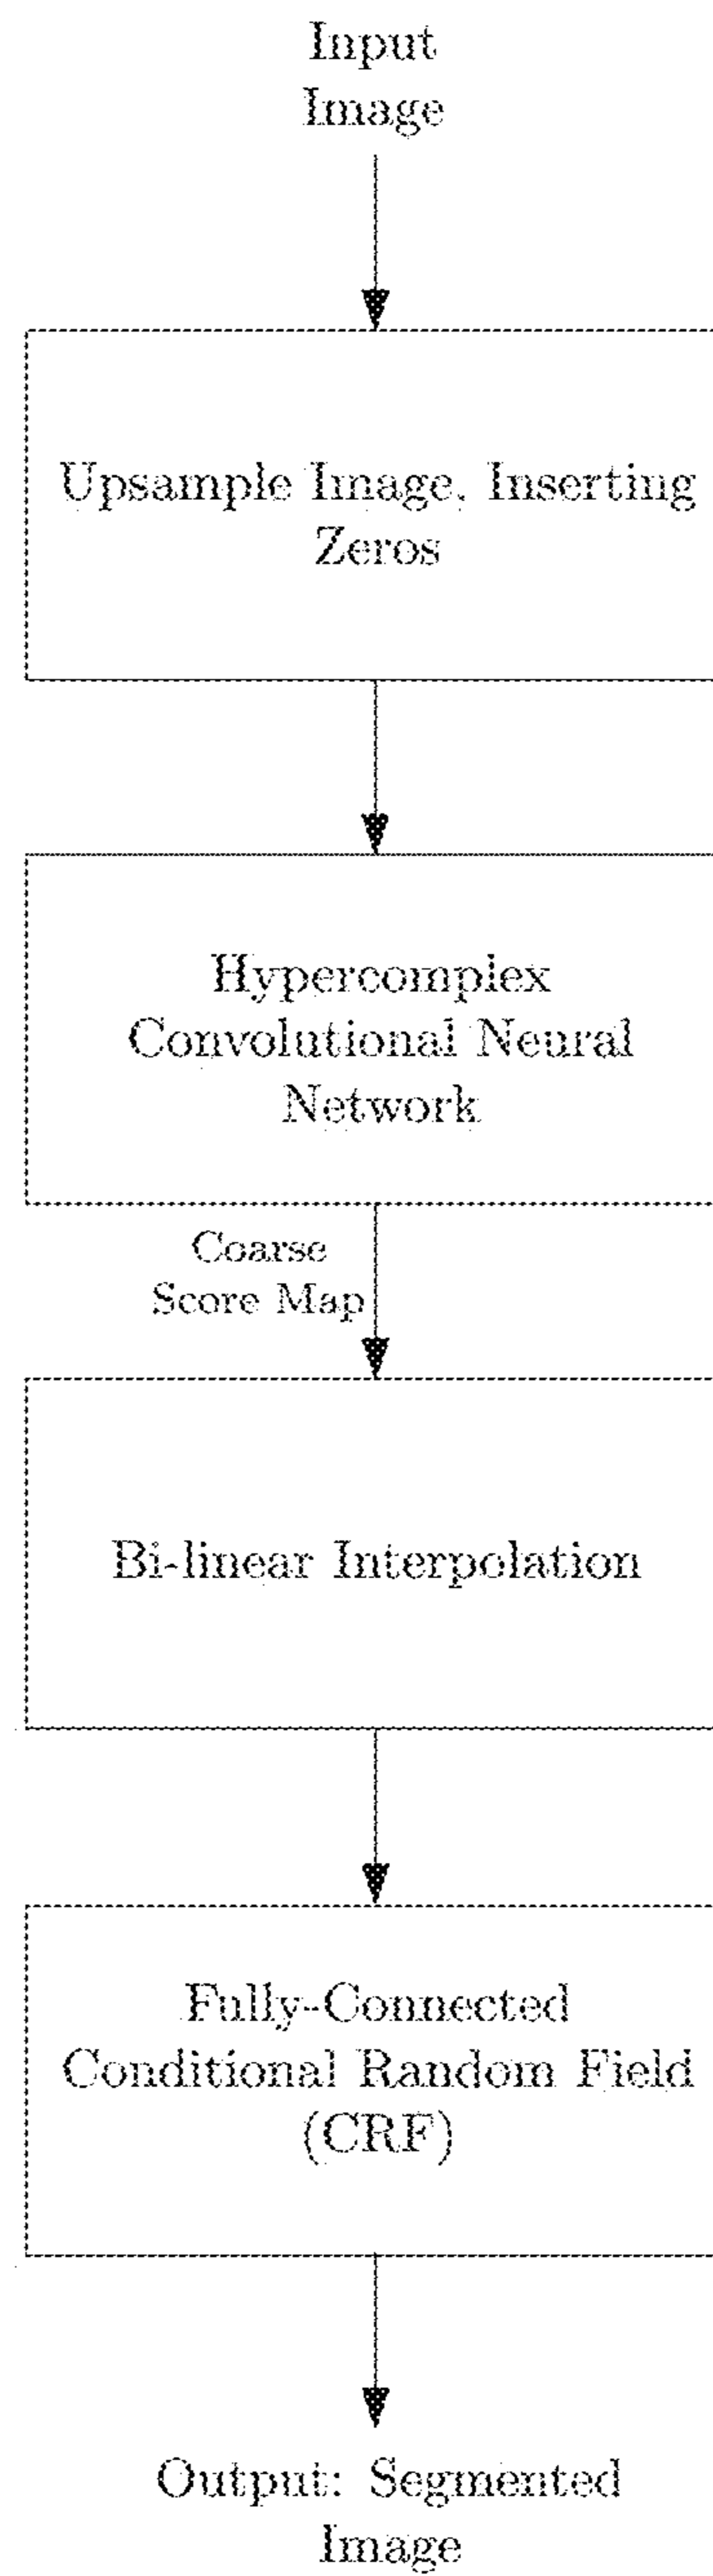 Input
Image
Upsample Image, Inserting
Zeros
Hypercomplex
Convolutional Neural
Network
Coarse
Score Map
Bi-linear Interpolation
Fully-Connected
Conditional Random Field
(CRF)
Output: Segmented
Image